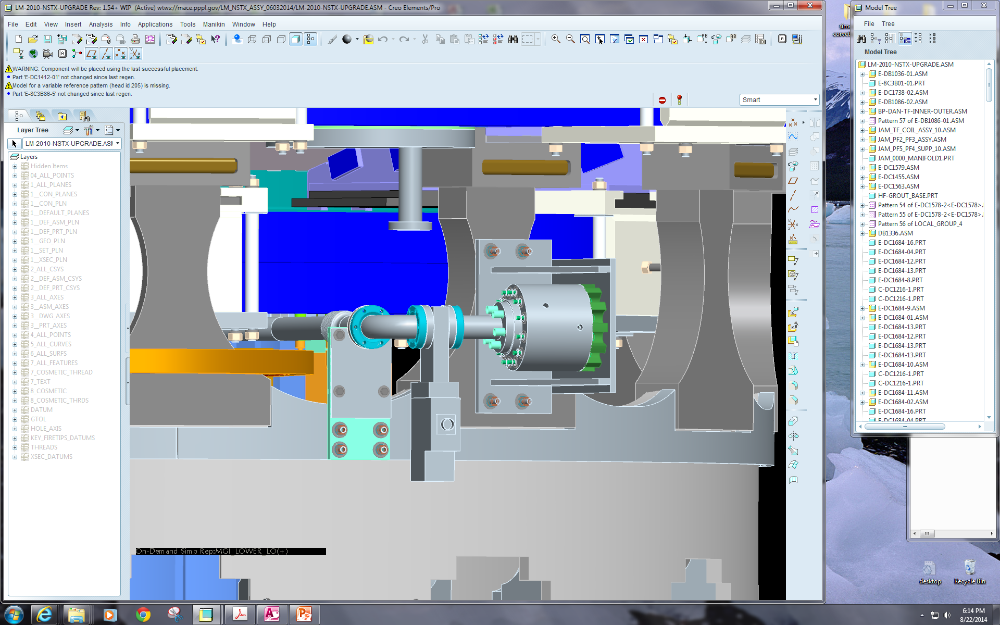 LM-2010-NSTX-UPGRADE Rev: 1.54+ WIP (Active) wtws://mace.pppl.gov/LM_NSTX_ASSY_06032014/LM-2010-NSTX-UPGRADE.ASM - Creo Elements/Pro
File Edit View Insert Analysis Info Applications Tools Manikin Window Help
WARNING: Component will be placed using the last successful placement.
Part 'E-DC1412-01' not changed since last regen.
Model for a variable reference pattern (head id 205) is missing.
Part 'E-8C3B86-5' not changed since last regen.
Smart
Layer Tree
LM-2010-NSTX-UPGRADE.ASM
Layers
Hidden Items
04_ALL_POINTS
1_ALL_PLANES
1__CON_PLANES
1__CON_PLN
1__DEFAULT_PLANES
1__DEF_ASM_PLN
1__DEF_PRT_PLN
1__GEO_PLN
1__SET_PLN
1__XSEC_PLN
2_ALL_CSYS
2__DEF_ASM_CSYS
2__DEF_PRT_CSYS
3_ALL_AXES
3__ASM_AXES
3__DWG_AXES
3__PRT_AXES
4_ALL_POINTS
5_ALL_CURVES
6_ALL_SURFS
7_ALL_FEATURES
7_COSMETIC_THREAD
7_TEXT
8_COSMETIC
8_COSMETIC_THRDS
DATUM
GTOL
HOLE_AXIS
KEY_FIRETIPS_DATUMS
THREADS
XSEC_DATUMS
On-Demand Simp Rep:MGI_LOWER_LO(+)
Model Tree
File Tree
Model Tree
LM-2010-NSTX-UPGRADE.ASM
E-DB1036-01.ASM
E-8C3B01-01.PRT
E-DC1738-02.ASM
E-DB1086-02.ASM
BP-DAN-TF-INNER-OUTER.ASM
Pattern 57 of E-DB1086-01.ASM
JAM_TF_COIL_ASSY_10.ASM
JAM_PF2_PF3_ASSY.ASM
JAM_PF5_PF4_SUPP_10.ASM
JAM_0000_MANIFOLD1.PRT
E-DC1579.ASM
E-DC1455.ASM
E-DC1563.ASM
HF-GROUT_BASE.PRT
Pattern 54 of E-DC1578-2<E-DC1578>.
Pattern 55 of E-DC1578-2<E-DC1578>.
Pattern 56 of LOCAL_GROUP_4
DB1336.ASM
E-DC1684-16.PRT
E-DC1684-04.PRT
E-DC1684-12.PRT
E-DC1684-13.PRT
E-DC1684-8.PRT
C-DC1216-1.PRT
C-DC1216-1.PRT
E-DC1684-9.ASM
E-DC1684-01.ASM
E-DC1684-13.PRT
E-DC1684-12.PRT
E-DC1684-13.PRT
E-DC1684-13.PRT
E-DC1684-10.ASM
C-DC1216-1.PRT
C-DC1216-1.PRT
E-DC1684-11.ASM
E-DC1684-02.ASM
E-DC1684-16.PRT
E-DC1684-04.PRT
desktop
Recycle Bin
6:14 PM
8/22/2014